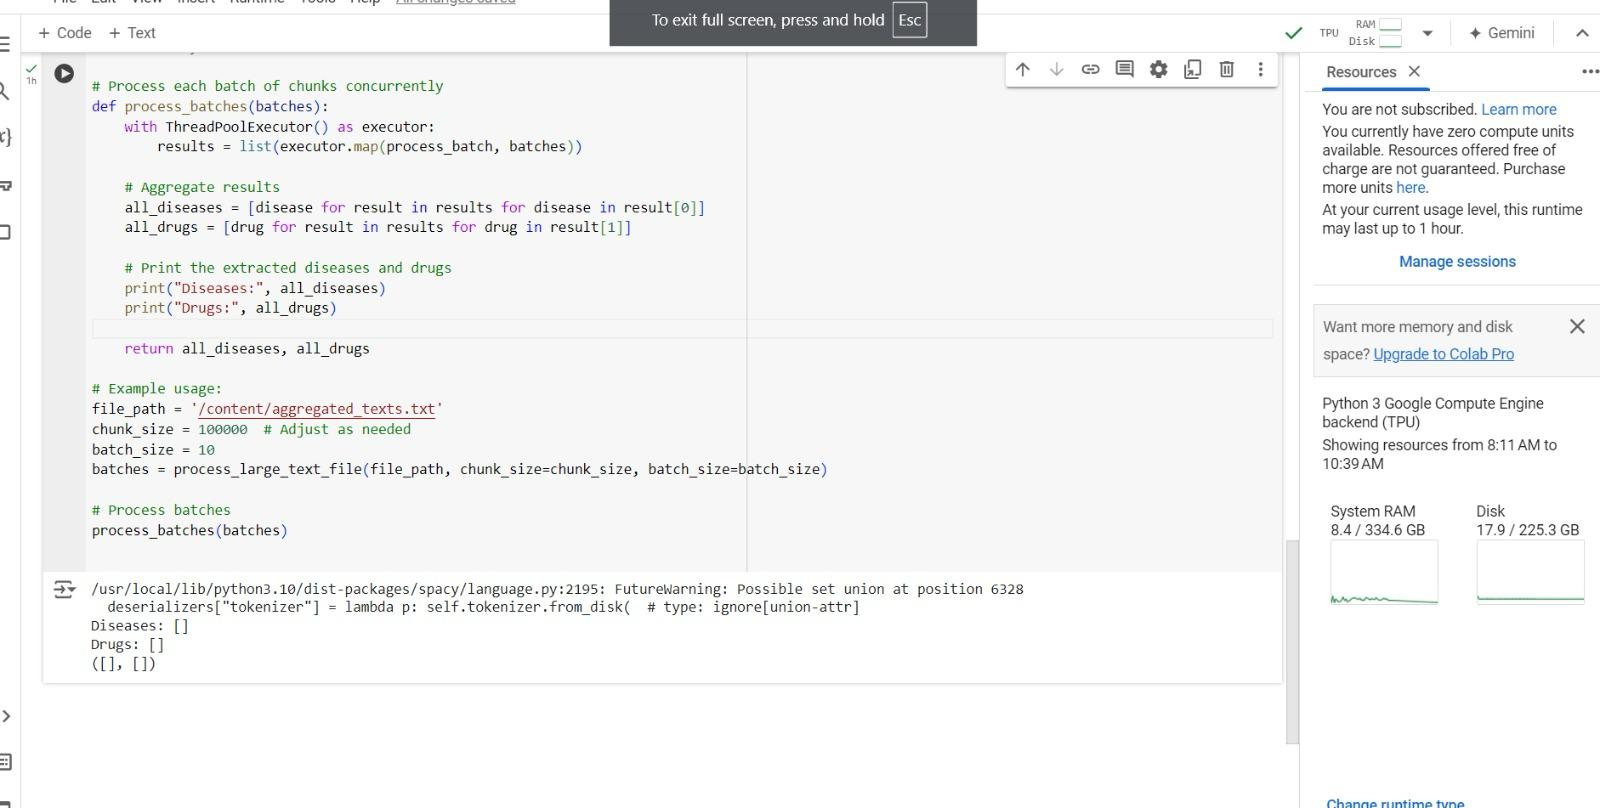 File Edit View Insert Runtime Tools Help All changes saved
To exit full screen, press and hold Esc
+ Code + Text
TPU RAM
Disk
Gemini
Resources
1h
# Process each batch of chunks concurrently
def process_batches(batches):
    with ThreadPoolExecutor() as executor:
        results = list(executor.map(process_batch, batches))
    # Aggregate results
    all_diseases = [disease for result in results for disease in result[0]]
    all_drugs = [drug for result in results for drug in result[1]]
    # Print the extracted diseases and drugs
    print("Diseases:", all_diseases)
    print("Drugs:", all_drugs)
    return all_diseases, all_drugs
# Example usage:
file_path = '/content/aggregated_texts.txt'
chunk_size = 100000  # Adjust as needed
batch_size = 10
batches = process_large_text_file(file_path, chunk_size=chunk_size, batch_size=batch_size)
# Process batches
process_batches(batches)
/usr/local/lib/python3.10/dist-packages/spacy/language.py:2195: FutureWarning: Possible set union at position 6328
  deserializers["tokenizer"] = lambda p: self.tokenizer.from_disk(  # type: ignore[union-attr]
Diseases: []
Drugs: []
([], [])
You are not subscribed. Learn more
You currently have zero compute units
available. Resources offered free of
charge are not guaranteed. Purchase
more units here.
At your current usage level, this runtime
may last up to 1 hour.
Manage sessions
Want more memory and disk
space? Upgrade to Colab Pro
Python 3 Google Compute Engine
backend (TPU)
Showing resources from 8:11 AM to
10:39 AM
System RAM
8.4 / 334.6 GB
Disk
17.9 / 225.3 GB
Change runtime type